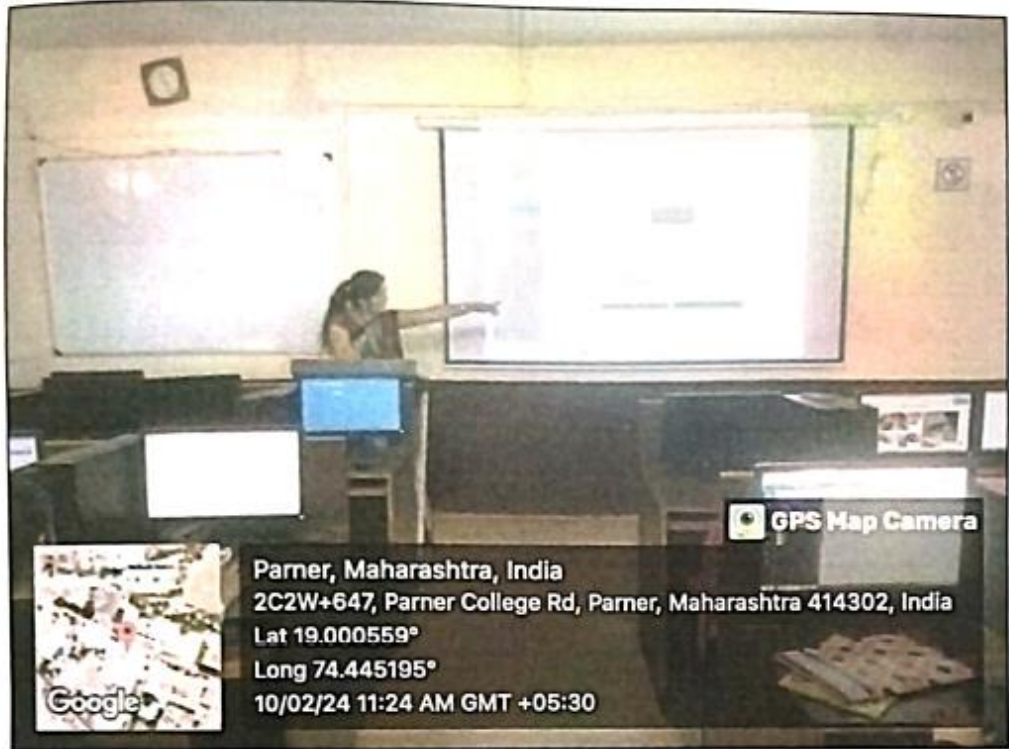 GPS Map Camera
Parner, Maharashtra, India
2C2W+647, Parner College Rd, Parner, Maharashtra 414302, India
Lat 19.000559°
Long 74.445195°
10/02/24 11:24 AM GMT +05:30
Google